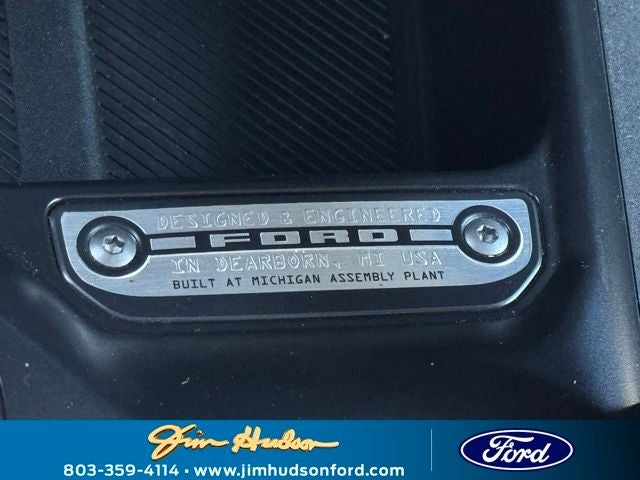 DESIGNED & ENGINEERED
FORD
IN DEARBORN, MI USA
BUILT AT MICHIGAN ASSEMBLY PLANT
Jim Hudson
803-359-4114 • www.jimhudsonford.com
Ford